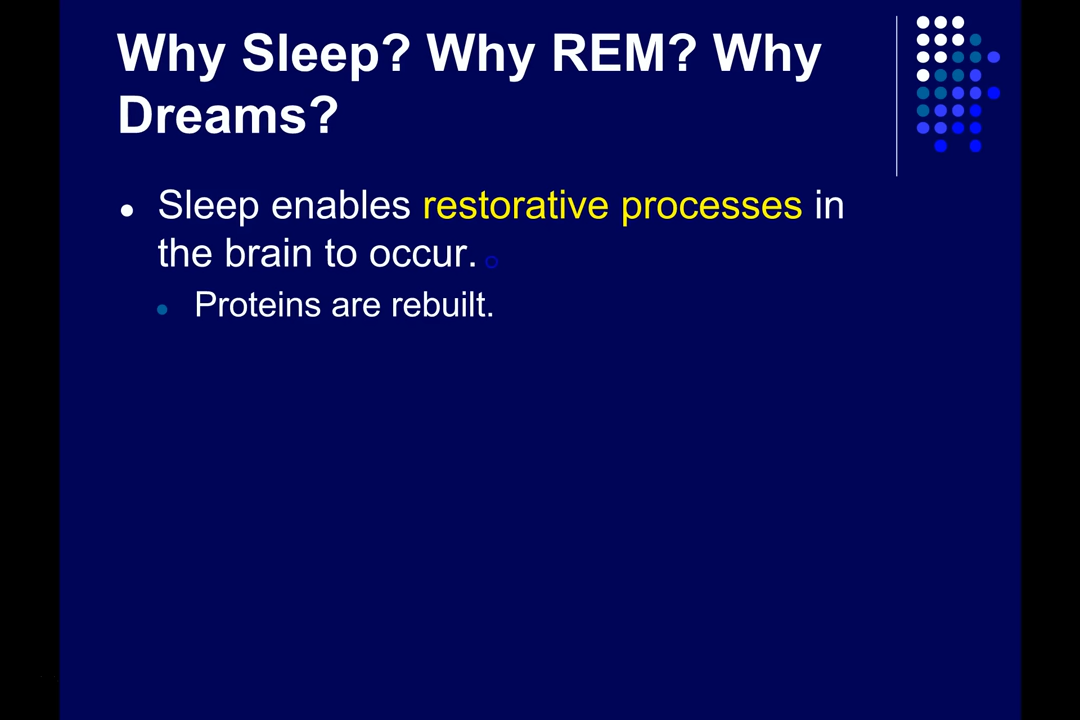 Why Sleep? Why REM? Why
Dreams?
Sleep enables restorative processes in
the brain to occur.
Proteins are rebuilt.